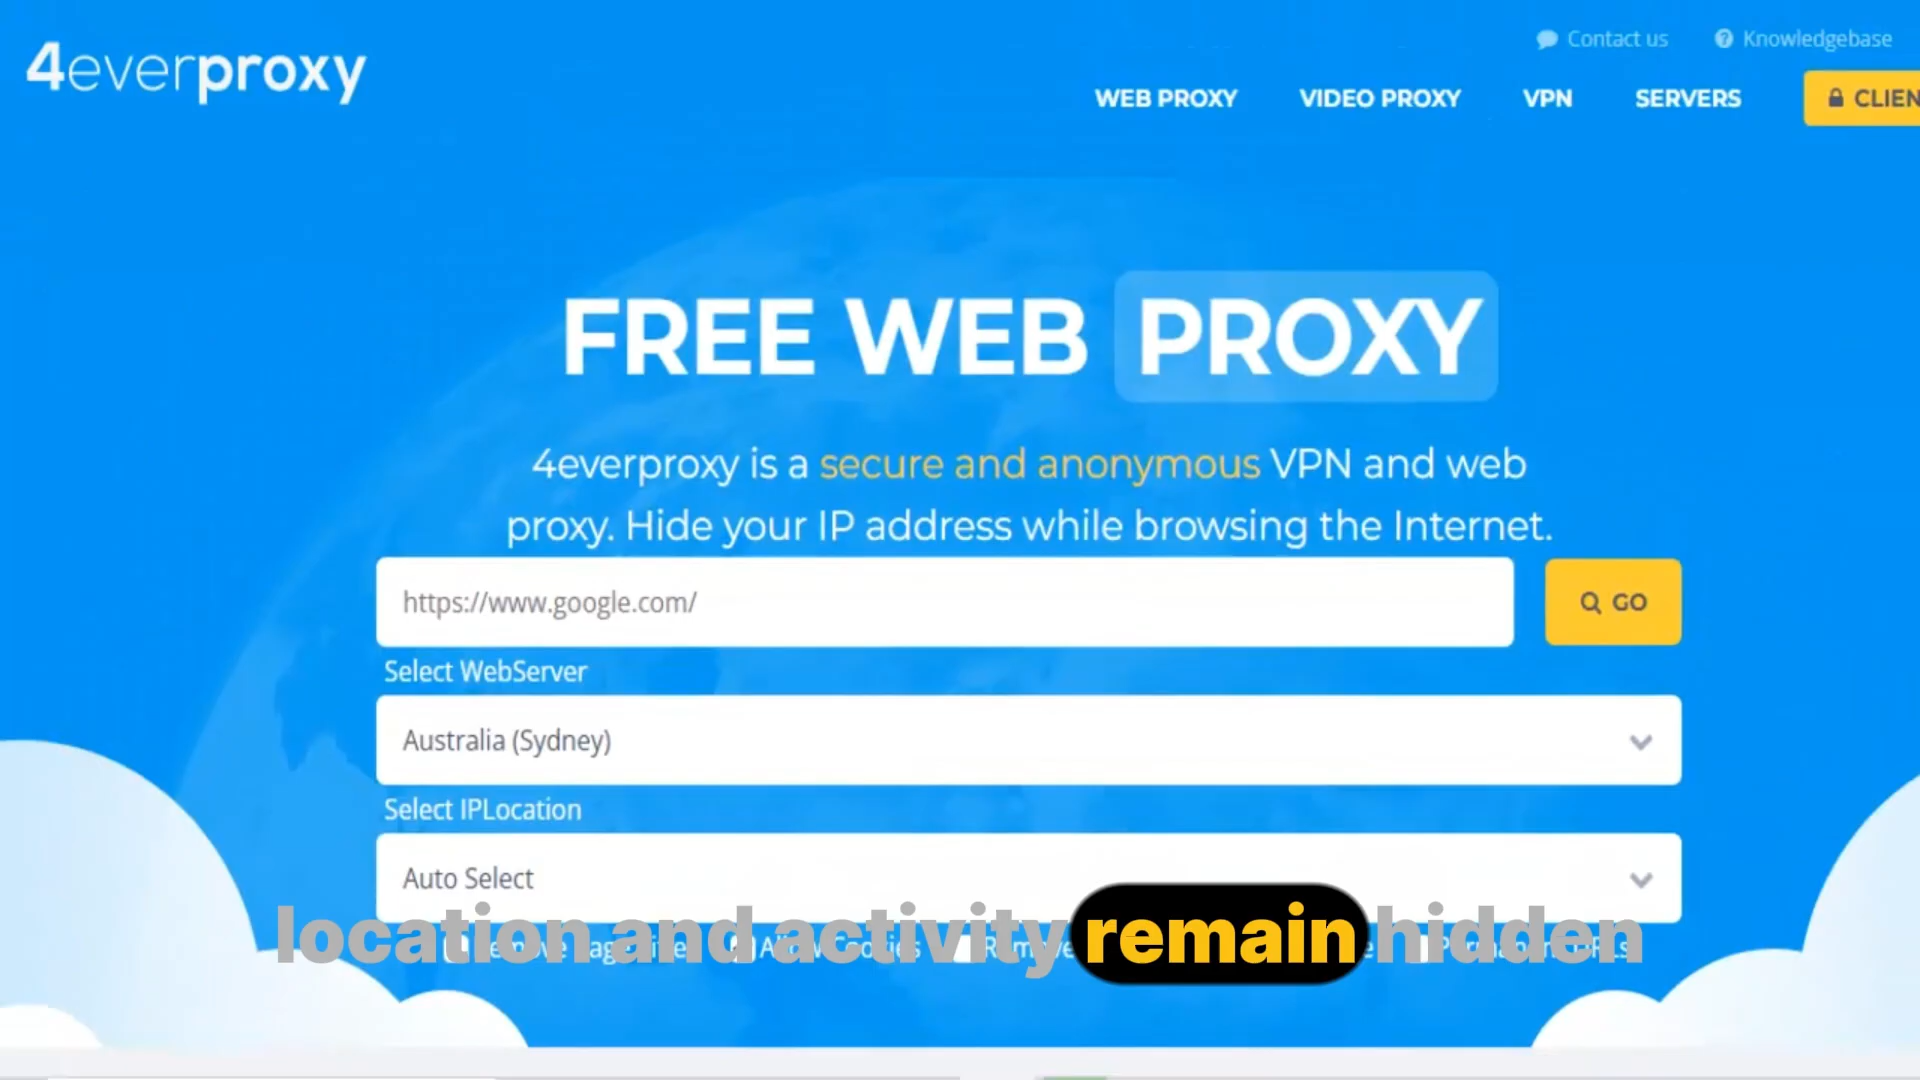 4everproxy
Contact us
Knowledgebase
WEB PROXY
VIDEO PROXY
VPN
SERVERS
CLIEN
FREE WEB PROXY
4everproxy is a secure and anonymous VPN and web
proxy. Hide your IP address while browsing the Internet.
https://www.google.com/
GO
Select WebServer
Australia (Sydney)
Select IPLocation
Auto Select
location and activity remain hidden